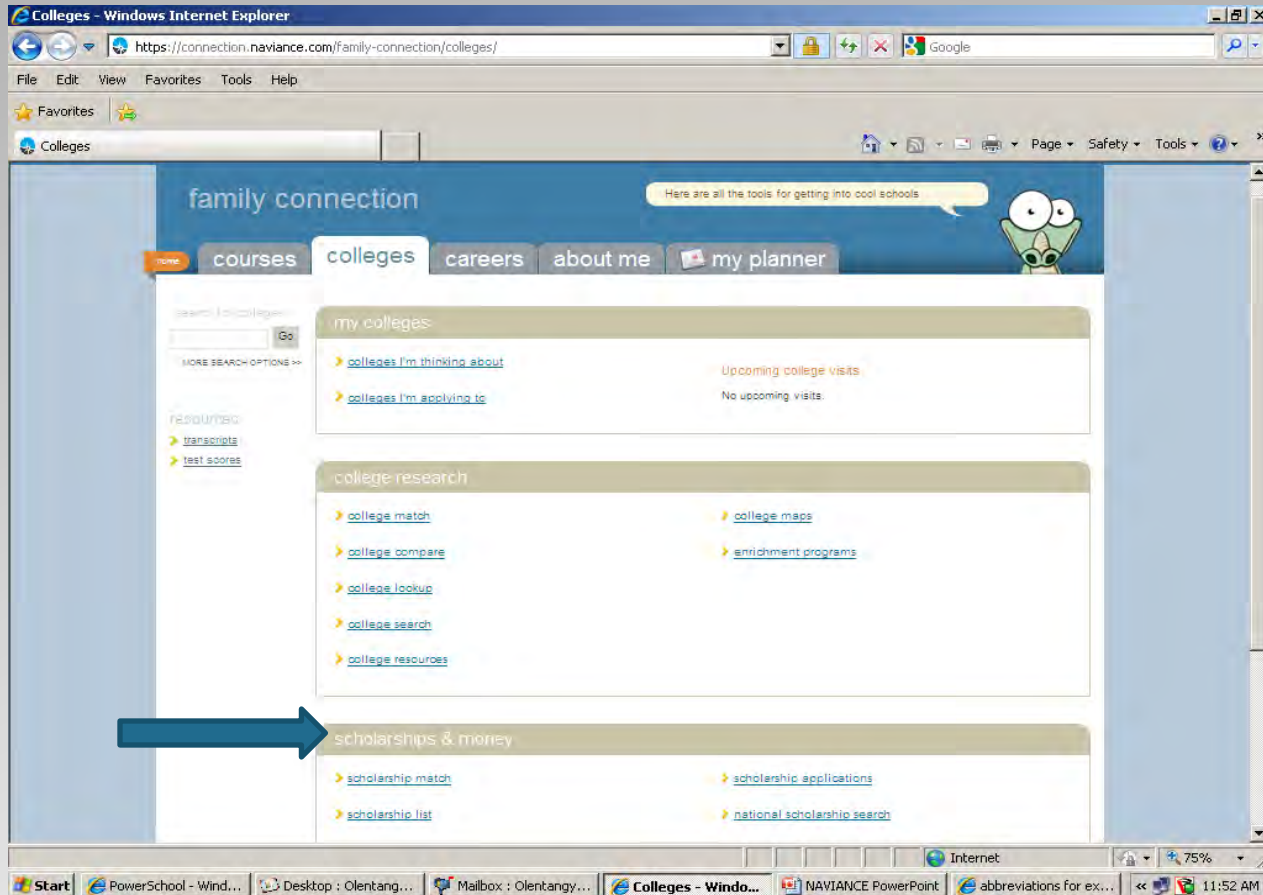 Colleges - Windows Internet Explorer
https://connection.naviance.com/family-connection/colleges/
Google
File Edit View Favorites Tools Help
Favorites
Colleges
Page Safety Tools
family connection
Here are all the tools for getting into cool schools
home courses colleges careers about me my planner
search for colleges
Go
MORE SEARCH OPTIONS >>
resources
transcripts
test scores
my colleges
colleges I'm thinking about
colleges I'm applying to
Upcoming college visits
No upcoming visits.
college research
college match
college compare
college lookup
college search
college resources
college maps
enrichment programs
scholarships & money
scholarship match
scholarship list
scholarship applications
national scholarship search
Internet
75%
Start PowerSchool - Wind... Desktop : Olentang... Mailbox : Olentangy... Colleges - Windo... NAVIANCE PowerPoint abbreviations for ex... « 11:52 AM